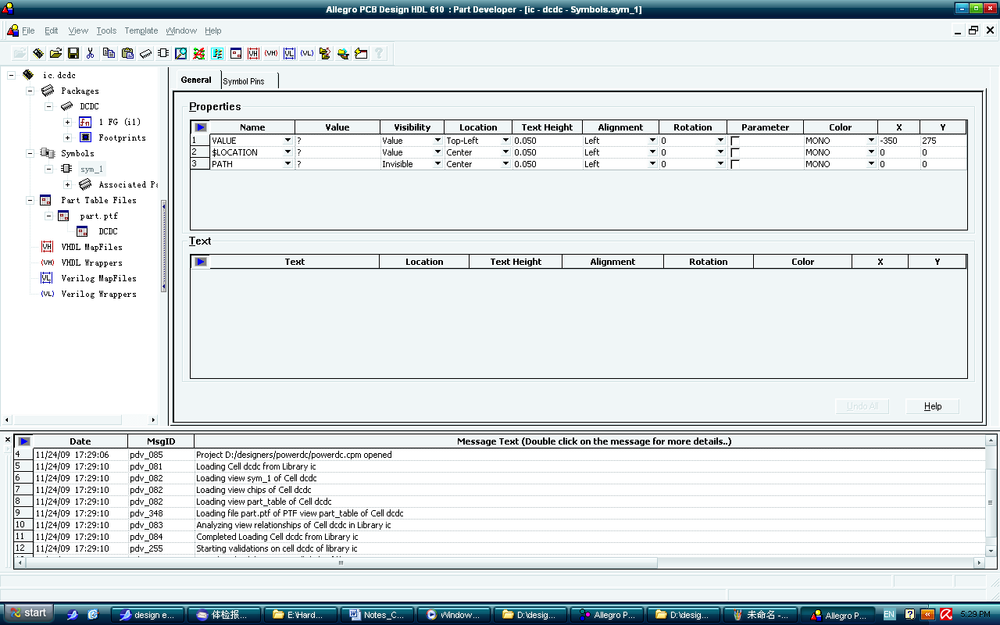 Allegro PCB Design HDL 610 : Part Developer - [ic - dcdc - Symbols.sym_1]
File Edit View Tools Template Window Help
ic.dcdc
Packages
DCDC
1 FG (i1)
Footprints
Symbols
sym_1
Associated Pa
Part Table Files
part.ptf
DCDC
VHDL MapFiles
VHDL Wrappers
Verilog MapFiles
Verilog Wrappers
General Symbol Pins
Properties
Name Value Visibility Location Text Height Alignment Rotation Parameter Color X Y
1 VALUE ? Value Top-Left 0.050 Left 0 MONO -350 275
2 $LOCATION ? Value Center 0.050 Left 0 MONO 0 0
3 PATH ? Invisible Center 0.050 Left 0 MONO 0 0
Text
Text Location Text Height Alignment Rotation Color X Y
Undo All Help
Date MsgID Message Text (Double click on the message for more details..)
4 11/24/09 17:29:06 pdv_085 Project D:/designers/powerdc/powerdc.cpm opened
5 11/24/09 17:29:10 pdv_081 Loading Cell dcdc from Library ic
6 11/24/09 17:29:10 pdv_082 Loading view sym_1 of Cell dcdc
7 11/24/09 17:29:10 pdv_082 Loading view chips of Cell dcdc
8 11/24/09 17:29:10 pdv_082 Loading view part_table of Cell dcdc
9 11/24/09 17:29:10 pdv_348 Loading file part.ptf of PTF view part_table of Cell dcdc
10 11/24/09 17:29:10 pdv_083 Analyzing view relationships of Cell dcdc in Library ic
11 11/24/09 17:29:10 pdv_084 Completed Loading Cell dcdc from Library ic
12 11/24/09 17:29:10 pdv_255 Starting validations on cell dcdc of library ic
start design e... 体检报... E:\Hard... Notes_C... Window... D:\desig... Allegro P... D:\desig... 未命名 -... Allegro P... EN 5:29 PM